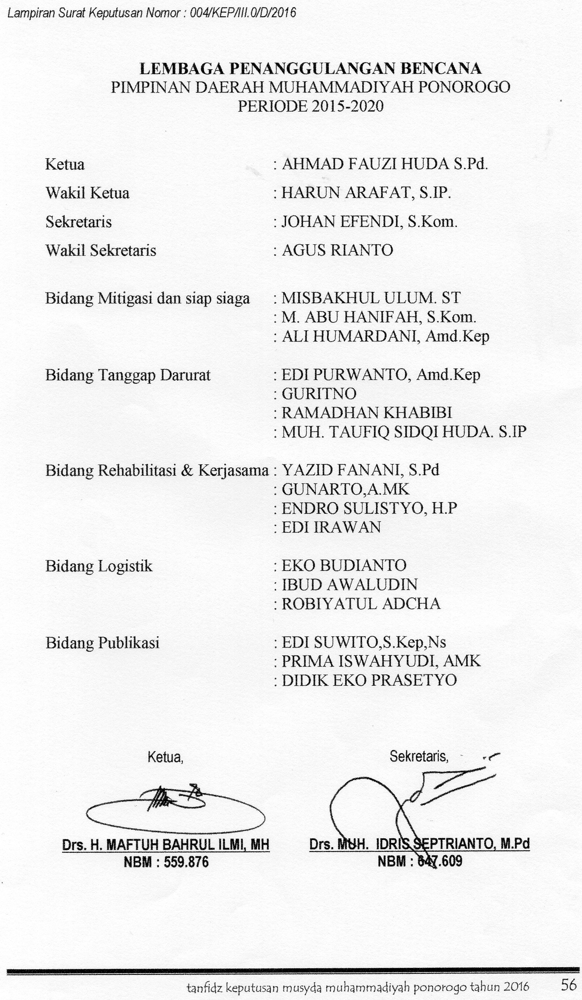 Lampiran Surat Keputusan Nomor : 004/KEP/III.0/D/2016
LEMBAGA PENANGGULANGAN BENCANA
PIMPINAN DAERAH MUHAMMADIYAH PONOROGO
PERIODE 2015-2020
Ketua : AHMAD FAUZI HUDA S.Pd.
Wakil Ketua : HARUN ARAFAT, S.IP.
Sekretaris : JOHAN EFENDI, S.Kom.
Wakil Sekretaris : AGUS RIANTO
Bidang Mitigasi dan siap siaga : MISBAKHUL ULUM. ST
: M. ABU HANIFAH, S.Kom.
: ALI HUMARDANI, Amd.Kep
Bidang Tanggap Darurat : EDI PURWANTO, Amd.Kep
: GURITNO
: RAMADHAN KHABIBI
: MUH. TAUFIQ SIDQI HUDA. S.IP
Bidang Rehabilitasi & Kerjasama : YAZID FANANI, S.Pd
: GUNARTO,A.MK
: ENDRO SULISTYO, H.P
: EDI IRAWAN
Bidang Logistik : EKO BUDIANTO
: IBUD AWALUDIN
: ROBIYATUL ADCHA
Bidang Publikasi : EDI SUWITO,S.Kep,Ns
: PRIMA ISWAHYUDI, AMK
: DIDIK EKO PRASETYO
Ketua, Sekretaris,
Drs. H. MAFTUH BAHRUL ILMI, MH Drs. MUH. IDRIS SEPTRIANTO, M.Pd
NBM : 559.876 NBM : 647.609
tanfidz keputusan musyda muhammadiyah ponorogo tahun 2016 56